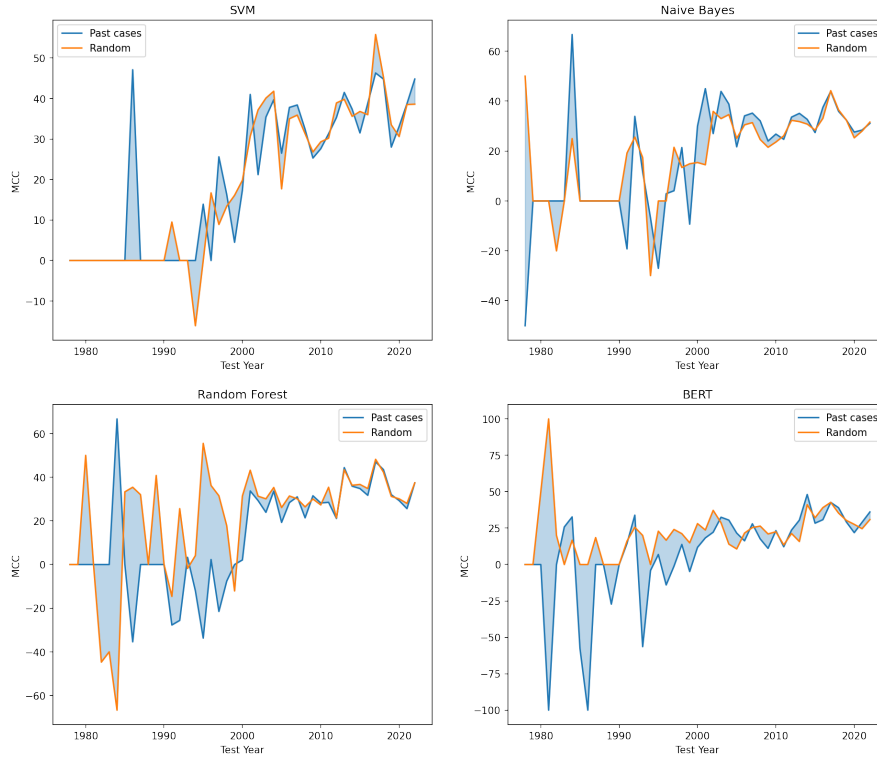 SVM
Past cases
Random
MCC
50
40
30
20
10
0
−10
1980
1990
2000
2010
2020
Test Year
Naive Bayes
Past cases
Random
MCC
60
40
20
0
−20
−40
1980
1990
2000
2010
2020
Test Year
Random Forest
Past cases
Random
MCC
60
40
20
0
−20
−40
−60
1980
1990
2000
2010
2020
Test Year
BERT
Past cases
Random
MCC
100
75
50
25
0
−25
−50
−75
−100
1980
1990
2000
2010
2020
Test Year